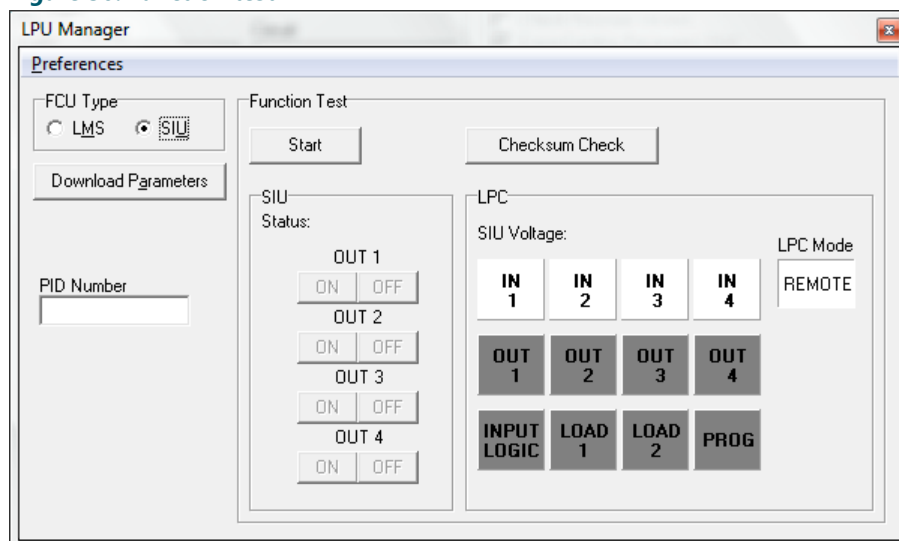 LPU Manager
Preferences
FCU Type
LMS SIU
Download Parameters
PID Number
Function Test
Start
Checksum Check
SIU
Status:
OUT 1
ON OFF
OUT 2
ON OFF
OUT 3
ON OFF
OUT 4
ON OFF
LPC
SIU Voltage:
LPC Mode
IN 1
IN 2
IN 3
IN 4
REMOTE
OUT 1
OUT 2
OUT 3
OUT 4
INPUT LOGIC
LOAD 1
LOAD 2
PROG